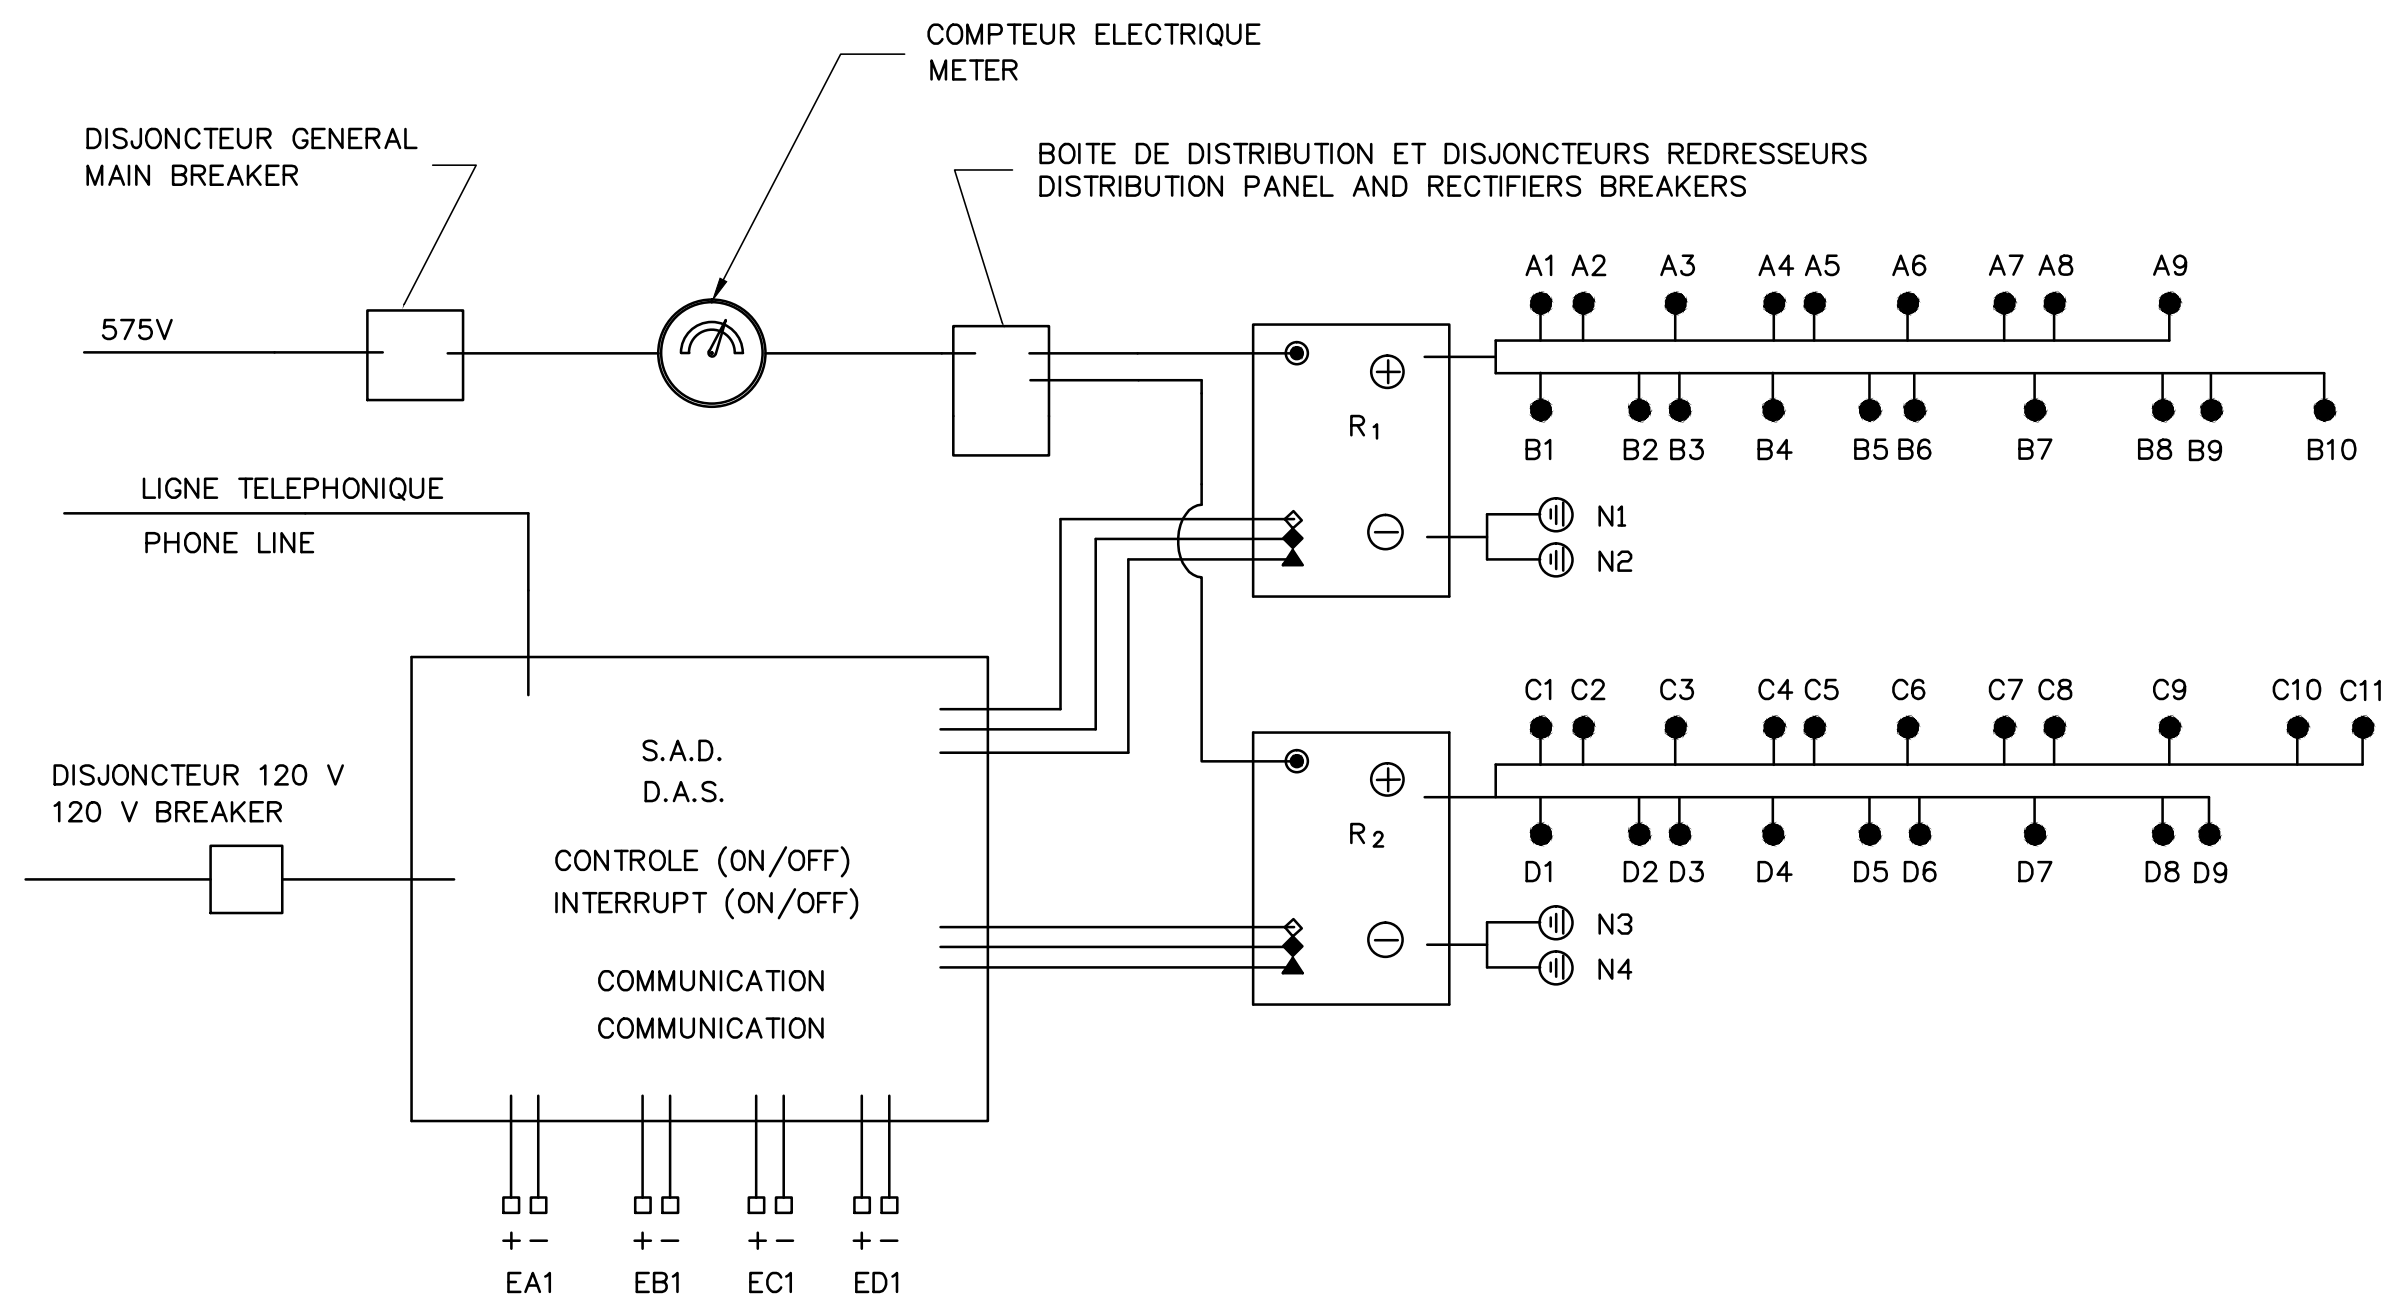 COMPTEUR ELECTRIQUE
METER
DISJONCTEUR GENERAL
MAIN BREAKER
BOITE DE DISTRIBUTION ET DISJONCTEURS REDRESSEURS
DISTRIBUTION PANEL AND RECTIFIERS BREAKERS
575V
A1 A2 A3 A4 A5 A6 A7 A8 A9
R1
B1 B2 B3 B4 B5 B6 B7 B8 B9 B10
LIGNE TELEPHONIQUE
PHONE LINE
N1
N2
C1 C2 C3 C4 C5 C6 C7 C8 C9 C10 C11
R2
D1 D2 D3 D4 D5 D6 D7 D8 D9
N3
N4
DISJONCTEUR 120 V
120 V BREAKER
S.A.D.
D.A.S.
CONTROLE (ON/OFF)
INTERRUPT (ON/OFF)
COMMUNICATION
COMMUNICATION
+ − + − + − + −
EA1 EB1 EC1 ED1